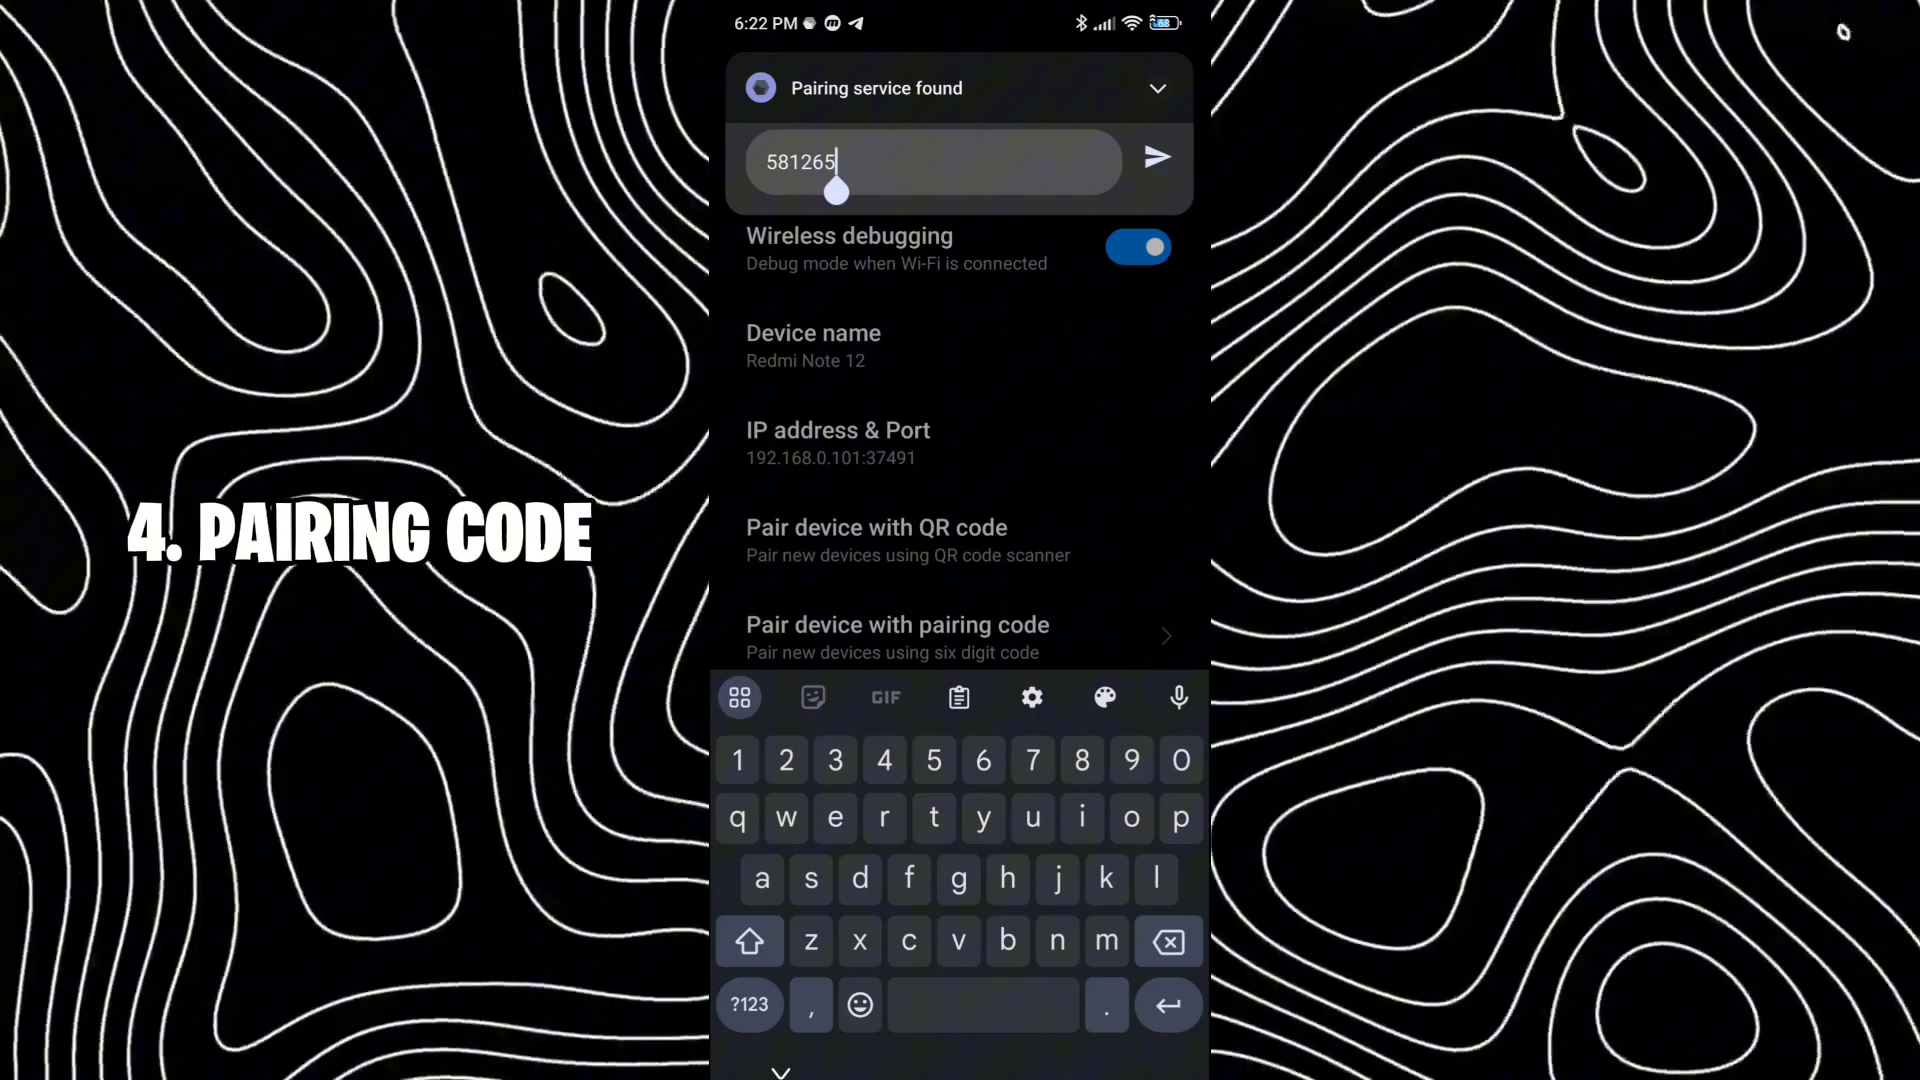 6:22 PM
68
Pairing service found
581265
Wireless debugging
Debug mode when Wi-Fi is connected
Device name
Redmi Note 12
IP address & Port
192.168.0.101:37491
4. PAIRING CODE
Pair device with QR code
Pair new devices using QR code scanner
Pair device with pairing code
Pair new devices using six digit code
GIF
1 2 3 4 5 6 7 8 9 0
q w e r t y u i o p
a s d f g h j k l
z x c v b n m
?123 , .